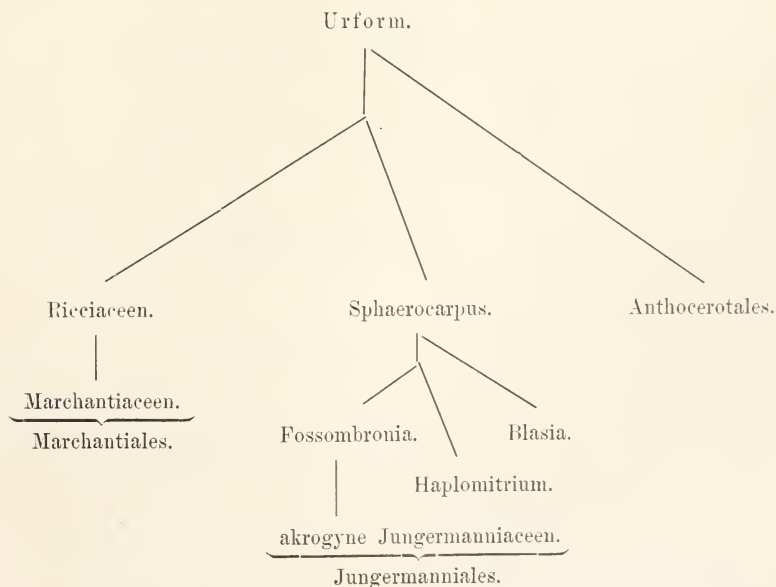 Urform.
Ricciaceen. Sphaerocarpus. Anthocerotales.
Marchantiaceen.
Marchantiales.
Fossombronia. Blasia.
Haplomitrium.
akrogyne Jungermanniaceen.
Jungermanniales.